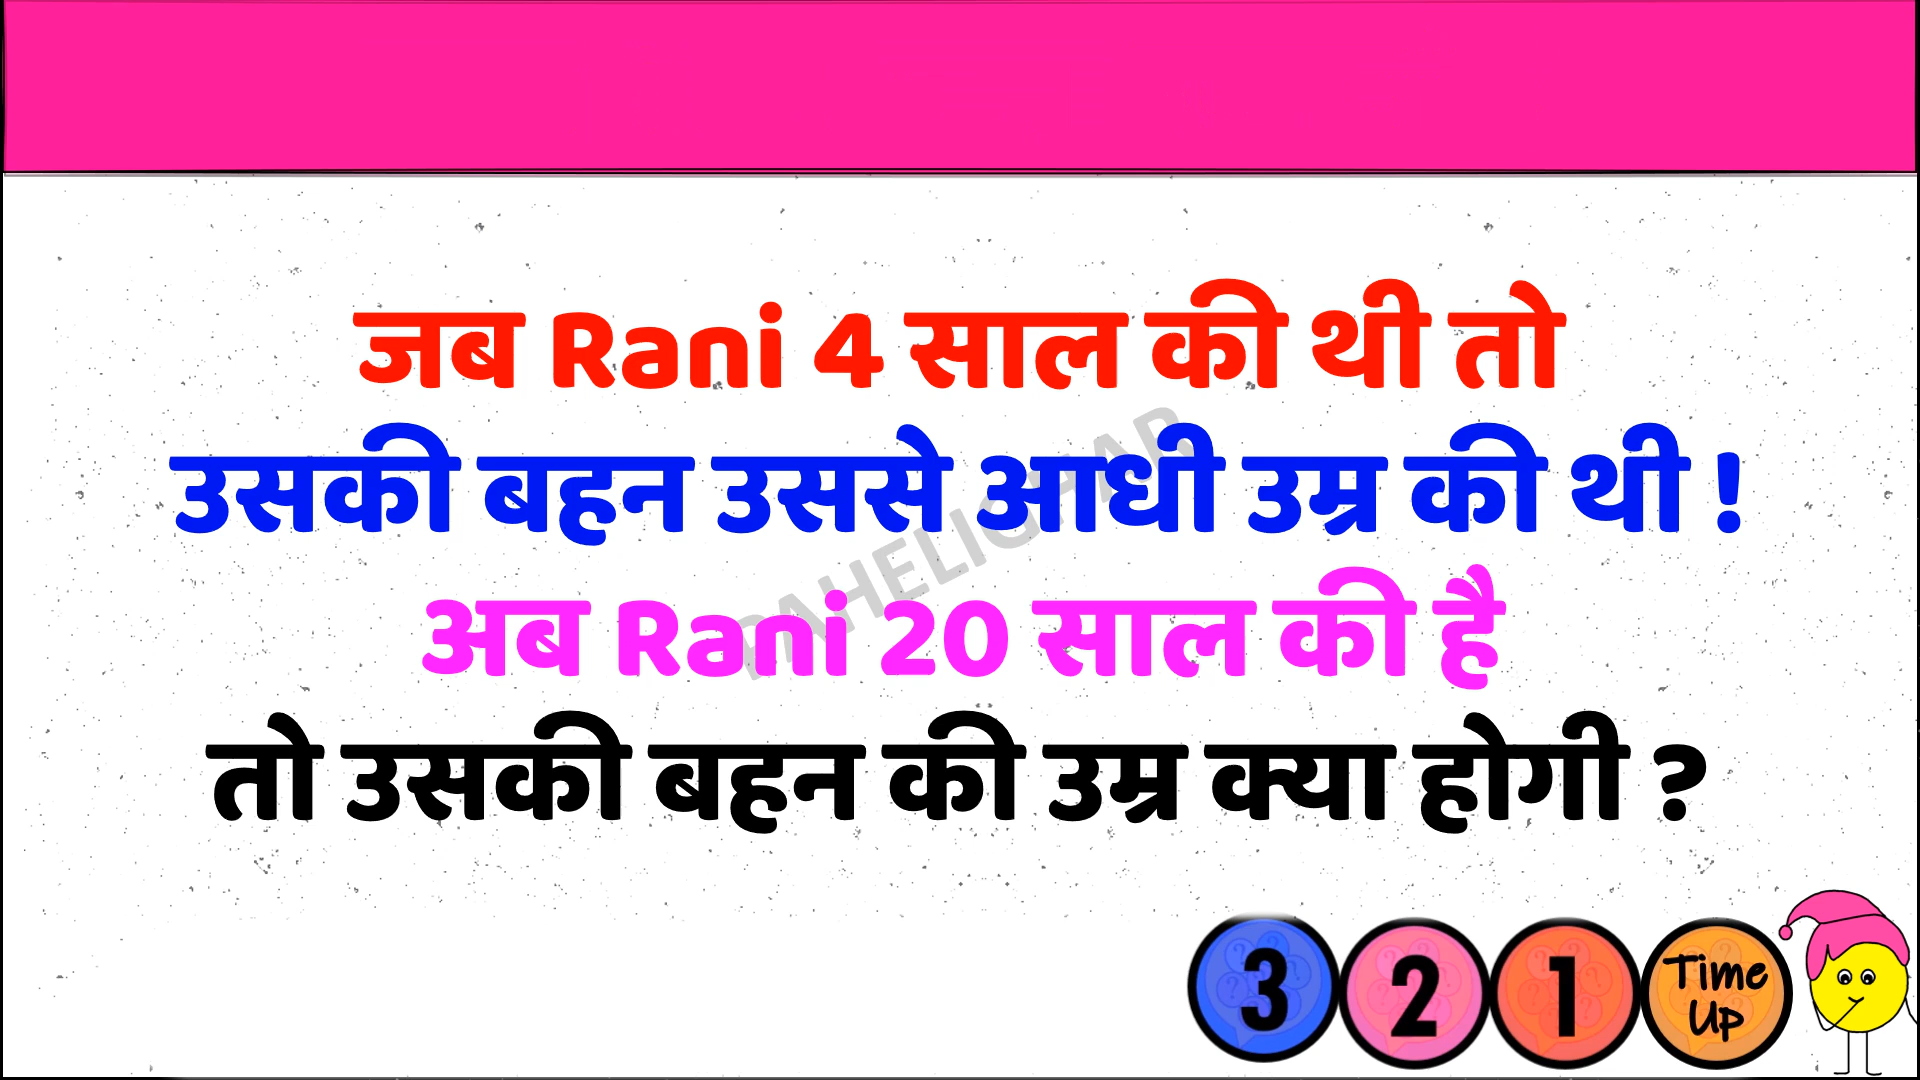 जब Rani 4 साल की थी तो
उसकी बहन उससे आधी उम्र की थी !
अब Rani 20 साल की है
तो उसकी बहन की उम्र क्या होगी ?
PAHELIGHAR
3 2 1 Time Up